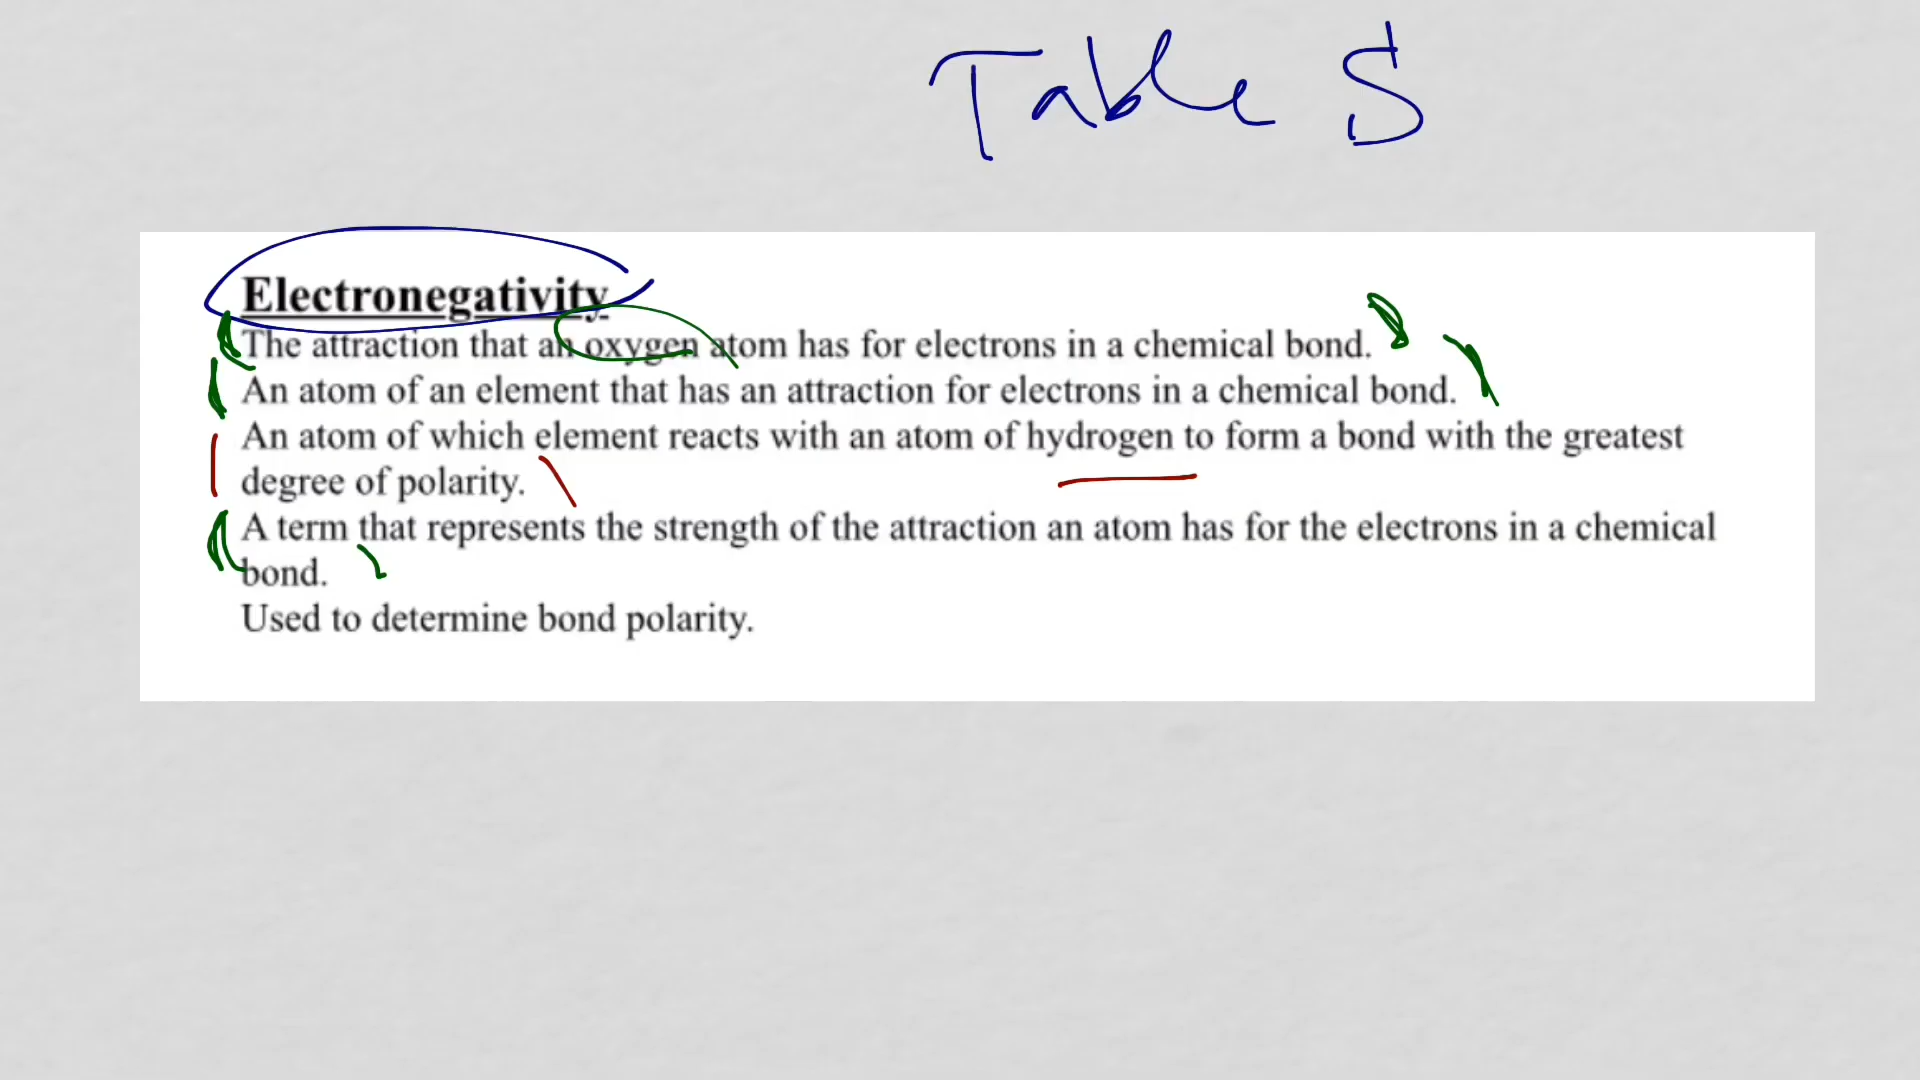 Table S
Electronegativity
The attraction that an oxygen atom has for electrons in a chemical bond.
An atom of an element that has an attraction for electrons in a chemical bond.
An atom of which element reacts with an atom of hydrogen to form a bond with the greatest
degree of polarity.
A term that represents the strength of the attraction an atom has for the electrons in a chemical
bond.
Used to determine bond polarity.